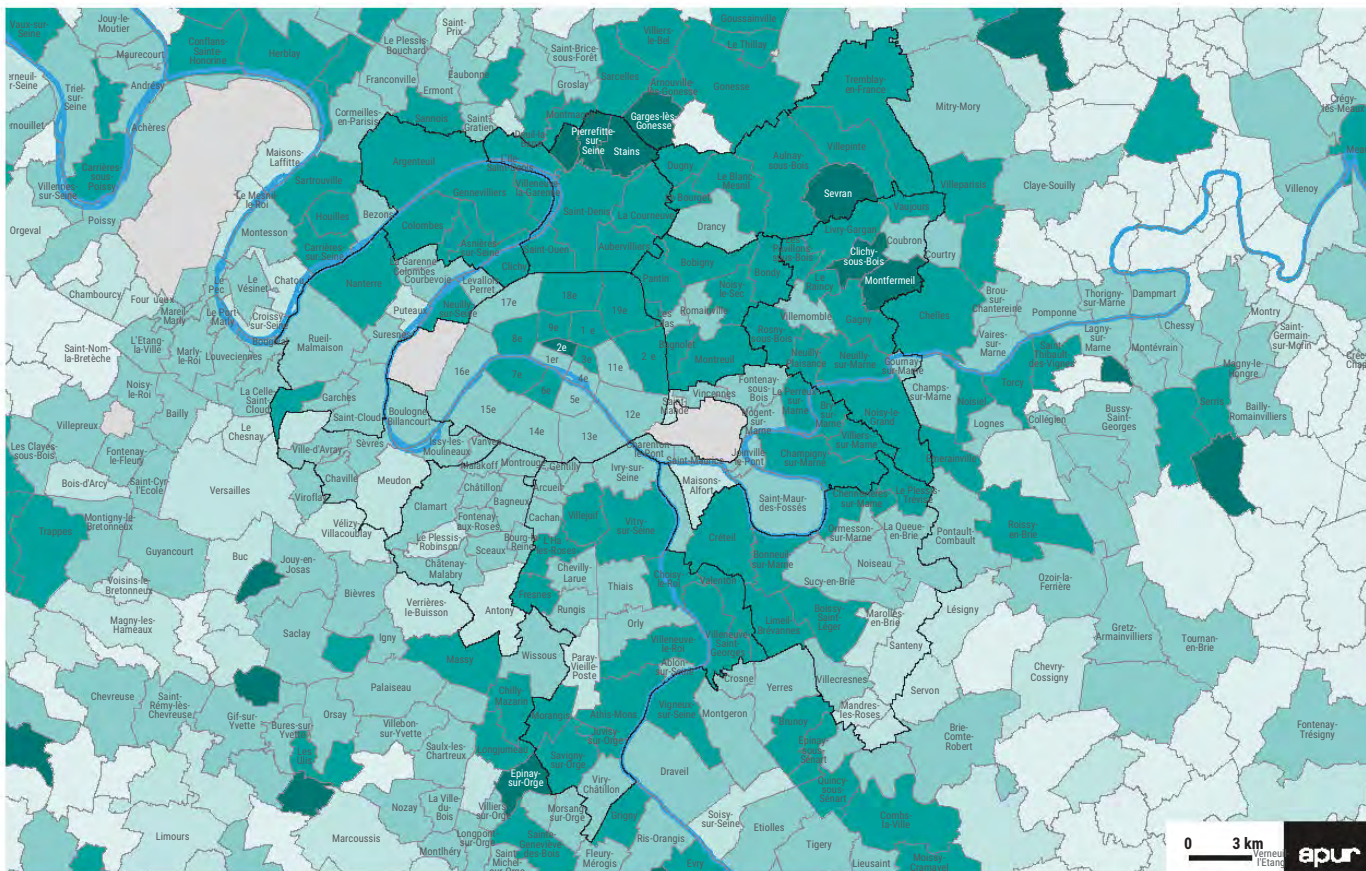 Vaux-sur-
Seine
Jouy-le-
Moutier
Maurecourt
Conflans-
Sainte-
Honorine
Herblay
Le Plessis-
Bouchard
Saint-
Prix
Saint-Brice-
sous-Forêt
Villiers-
le-Bel
Goussainville
Le Thillay
Triel-
sur-
Seine
Andrésy
Achères
Franconville
Eaubonne
Ermont
Groslay
Sarcelles
Gonesse
Tremblay-
en-France
Mitry-Mory
Cormeilles-
en-Parisis
Sannois
Saint-
Gratien
Garges-lès-
Gonesse
Pierrefitte-
sur-
Seine
Stains
Maisons-
Laffitte
Argenteuil
Villepinte
Aulnay-
sous-Bois
Dugny
Carrières-
sous-
Poissy
Villennes-
sur-Seine
Poissy
Orgeval
Le Mesnil-
le-Roi
Sartrouville
Gennevilliers
Villeneuve-
la-Garenne
Le Blanc-
Mesnil
Le Bourget
Sevran
Villeparisis
Claye-Souilly
Villenoy
Houilles
Bezons
Colombes
Saint-Denis
La Courneuve
Drancy
Vaujours
Montesson
Carrières-
sur-Seine
Asnières-
sur-Seine
Saint-Ouen
Aubervilliers
Livry-Gargan
Coubron
Clichy-
sous-Bois
Courtry
La Garenne-
Colombes
Courbevoie
Clichy
Levallois-
Perret
Pantin
Bobigny
Bondy
Noisy-
le-Sec
Le
Raincy
Montfermeil
Chambourcy
Le
Vésinet
Le
Pec
Chatou
Nanterre
Puteaux
Neuilly-
sur-Seine
17e
18e
19e
Les
Lilas
Romainville
Villemomble
Gagny
Chelles
Brou-
sur-
Chantereine
Pomponne
Thorigny-
sur-Marne
Dampmart
Mareil-
Marly
Le Port-
Marly
Croissy-
sur-Seine
Bougival
Rueil-
Malmaison
Suresnes
8e
9e
2e
1er
3e
11e
Bagnolet
Rosny-
sous-Bois
Montreuil
Neuilly-
Plaisance
Neuilly-
sur-Marne
Gournay-
sur-Marne
Vaires-
sur-
Marne
Lagny-
sur-
Marne
Chessy
Montry
Saint-
Germain-
sur-Morin
Saint-Nom-
la-Bretèche
L'Etang-
la-Ville
Marly-
le-Roi
Louveciennes
Noisy-
le-Roi
Bailly
La Celle-
Saint-
Cloud
Garches
Saint-Cloud
16e
7e
6e
5e
4e
12e
Vincennes
Fontenay-
sous-
Bois
Champs-
sur-Marne
Torcy
Saint-
Thibault-
des-Vignes
Montévrain
Magny-le-
Hongre
Villepreux
Le
Chesnay
Boulogne-
Billancourt
15e
14e
13e
Noisy-le-
Grand
Noisiel
Lognes
Collégien
Bussy-
Saint-
Georges
Serris
Bailly-
Romainvilliers
Les Clayes-
sous-Bois
Fontenay-
le-Fleury
Saint-Cyr-
l'Ecole
Bois-d'Arcy
Versailles
Ville-d'Avray
Sèvres
Issy-les-
Moulineaux
Vanves
Malakoff
Montrouge
Gentilly
Charenton-
le-Pont
Saint-Maurice
Joinville-
le-Pont
Champigny-
sur-Marne
Villiers-
sur-Marne
Emerainville
Chaville
Viroflay
Meudon
Ivry-sur-
Seine
Maisons-
Alfort
Saint-Maur-
des-Fossés
Chennevières-
sur-Marne
Le Plessis-
Trévise
Trappes
Montigny-le-
Bretonneux
Guyancourt
Vélizy-
Villacoublay
Clamart
Châtillon
Bagneux
Arcueil
Cachan
Villejuif
Vitry-
sur-Seine
Créteil
Ormesson-
sur-Marne
La Queue-
en-Brie
Pontault-
Combault
Roissy-
en-Brie
Buc
Jouy-en-
Josas
Le Plessis-
Robinson
Fontenay-
aux-Roses
Sceaux
Bourg-la-
Reine
Châtenay-
Malabry
Chevilly-
Larue
Thiais
Choisy-
le-Roi
Bonneuil-
sur-Marne
Noiseau
Sucy-en-Brie
Ozoir-la-
Ferrière
Voisins-le-
Bretonneux
Magny-les-
Hameaux
Bièvres
Verrières-
le-Buisson
Antony
Fresnes
Rungis
Orly
Valenton
Limeil-
Brévannes
Boissy-
Saint-
Léger
Marolles-
en-Brie
Santeny
Lésigny
Gretz-
Armainvilliers
Tournan-
en-Brie
Saclay
Igny
Massy
Wissous
Paray-
Vieille-
Poste
Villeneuve-
le-Roi
Ablon-
sur-Seine
Villeneuve-
Saint-
Georges
Crosne
Yerres
Villecresnes
Mandres-
les-Roses
Servon
Chevry-
Cossigny
Chevreuse
Saint-
Rémy-lès-
Chevreuse
Gif-sur-
Yvette
Bures-sur-
Yvette
Orsay
Palaiseau
Villebon-
sur-Yvette
Chilly-
Mazarin
Morangis
Athis-Mons
Juvisy-
sur-Orge
Vigneux-
sur-Seine
Montgeron
Brunoy
Epinay-
sous-
Sénart
Brie-
Comte-
Robert
Fontenay-
Trésigny
Les
Ulis
Saulx-les-
Chartreux
Longjumeau
Epinay-
sur-Orge
Savigny-
sur-Orge
Viry-
Châtillon
Draveil
Quincy-
sous-
Sénart
Combs-
la-Ville
Limours
Marcoussis
Nozay
La Ville-
du-
Bois
Montlhéry
Villiers-
sur-Orge
Longpont-
sur-Orge
Sainte-
Geneviève-
des-Bois
Morsang-
sur-Orge
Grigny
Fleury-
Mérogis
Ris-Orangis
Evry
Soisy-
sur-Seine
Etiolles
Tigery
Lieusaint
Moissy-
Cramayel
0 3 km
apur